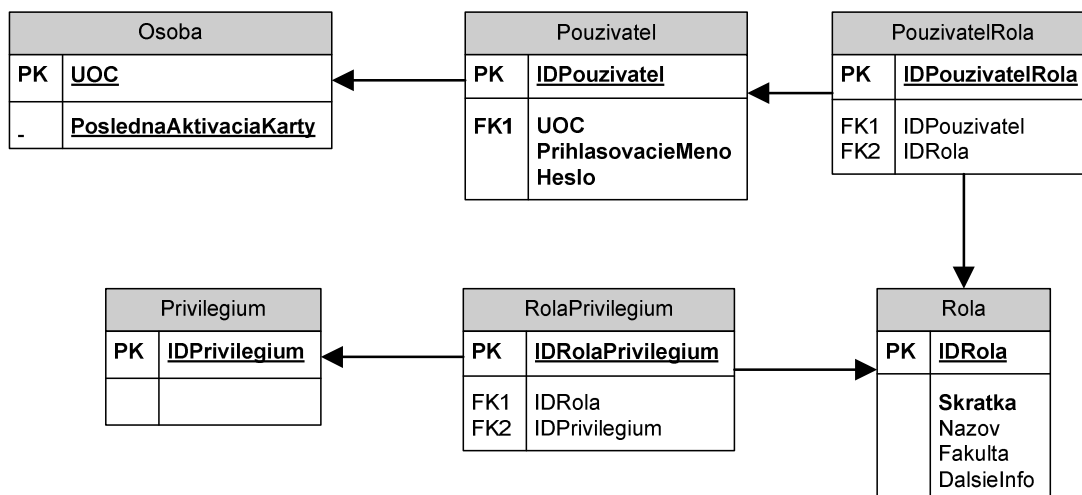 Osoba
PK UOC
- PoslednaAktivaciaKarty
Pouzivatel
PK IDPouzivatel
FK1 UOC
PrihlasovacieMeno
Heslo
PouzivatelRola
PK IDPouzivatelRola
FK1 IDPouzivatel
FK2 IDRola
Privilegium
PK IDPrivilegium
RolaPrivilegium
PK IDRolaPrivilegium
FK1 IDRola
FK2 IDPrivilegium
Rola
PK IDRola
Skratka
Nazov
Fakulta
DalsieInfo